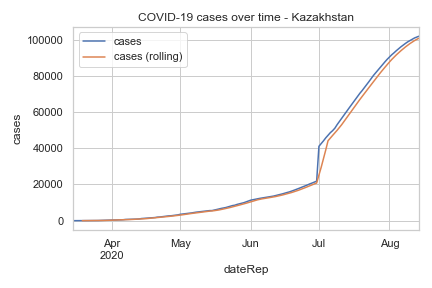 COVID-19 cases over time - Kazakhstan
cases
cases (rolling)
100000
80000
60000
40000
20000
0
cases
Apr
2020
May
Jun
Jul
Aug
dateRep